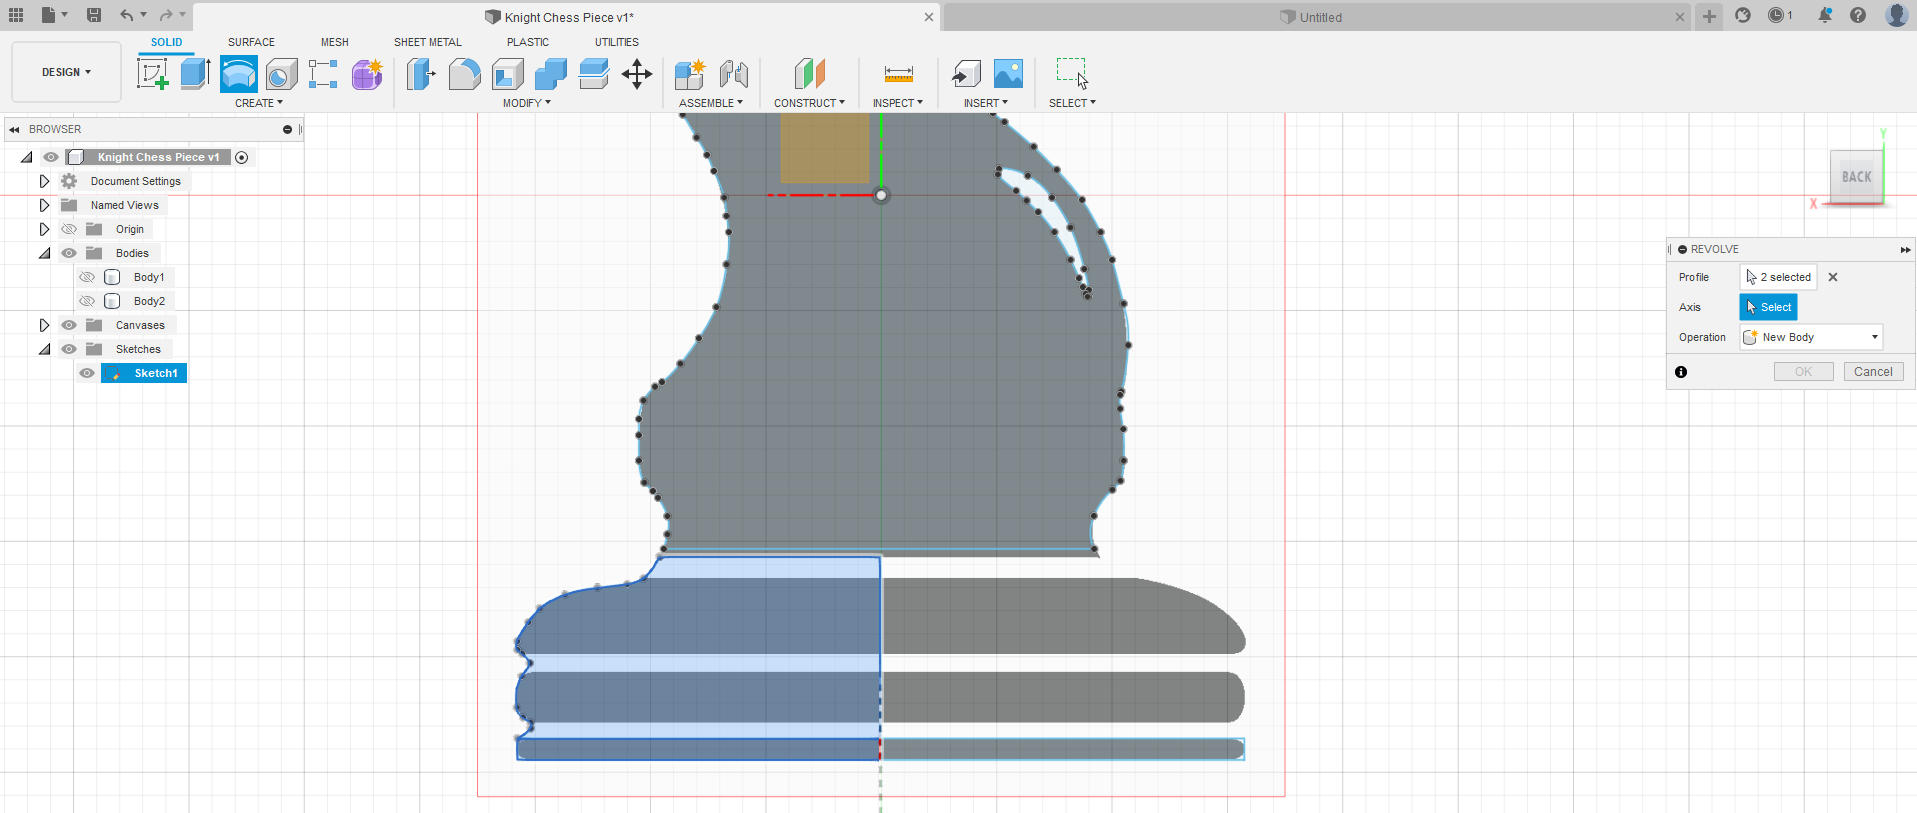 Knight Chess Piece v1*
Untitled
1
SOLID
SURFACE
MESH
SHEET METAL
PLASTIC
UTILITIES
DESIGN
CREATE
MODIFY
ASSEMBLE
CONSTRUCT
INSPECT
INSERT
SELECT
BROWSER
Knight Chess Piece v1
Document Settings
Named Views
Origin
Bodies
Body1
Body2
Canvases
Sketches
Sketch1
Y
BACK
X
REVOLVE
Profile
2 selected
Axis
Select
Operation
New Body
OK
Cancel